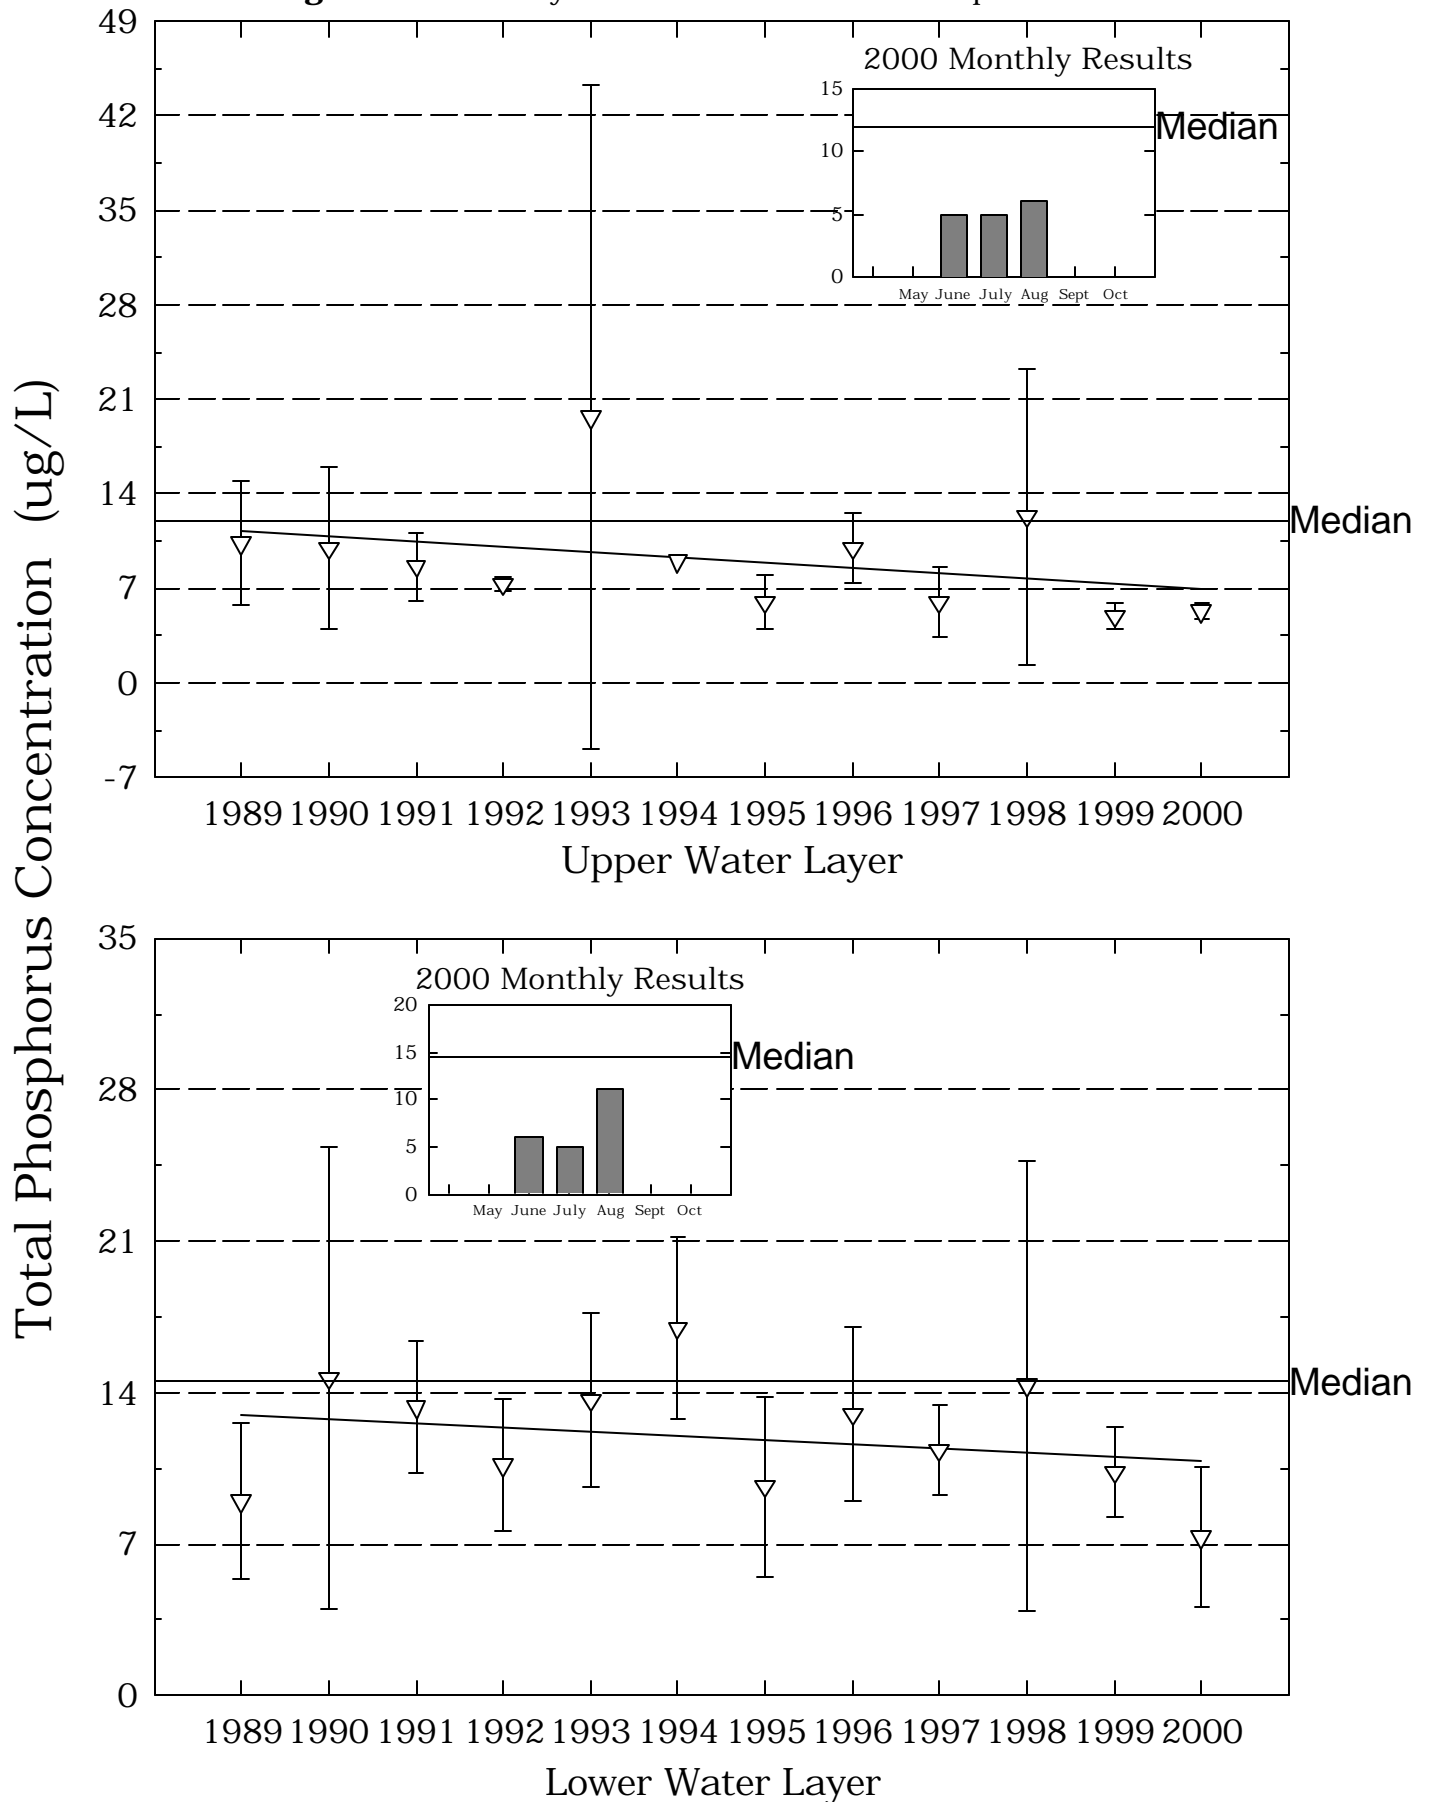 49
2000 Monthly Results
15
42
Median
10
35
5
0
May June July Aug Sept Oct
28
21
14
Median
7
0
-7
1989 1990 1991 1992 1993 1994 1995 1996 1997 1998 1999 2000
Upper Water Layer
Total Phosphorus Concentration (ug/L)
35
2000 Monthly Results
20
15
Median
28
10
5
0
May June July Aug Sept Oct
21
14
Median
7
0
1989 1990 1991 1992 1993 1994 1995 1996 1997 1998 1999 2000
Lower Water Layer